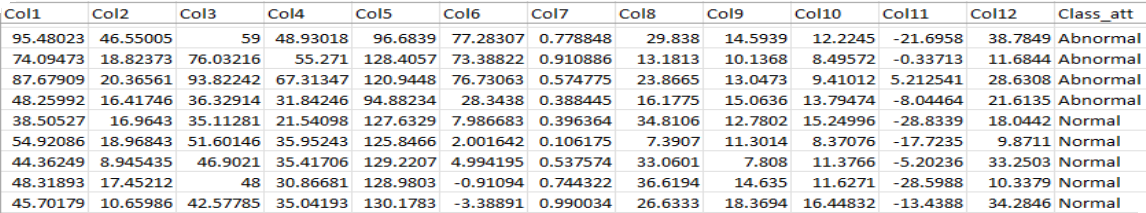 Col1 Col2 Col3 Col4 Col5 Col6 Col7 Col8 Col9 Col10 Col11 Col12 Class_att
95.48023 46.55005 59 48.93018 96.6839 77.28307 0.778848 29.838 14.5939 12.2245 -21.6958 38.7849 Abnormal
74.09473 18.82373 76.03216 55.271 128.4057 73.38822 0.910886 13.1813 10.1368 8.49572 -0.33713 11.6844 Abnormal
87.67909 20.36561 93.82242 67.31347 120.9448 76.73063 0.574775 23.8665 13.0473 9.41012 5.212541 28.6308 Abnormal
48.25992 16.41746 36.32914 31.84246 94.88234 28.3438 0.388445 16.1775 15.0636 13.79474 -8.04464 21.6135 Abnormal
38.50527 16.9643 35.11281 21.54098 127.6329 7.986683 0.396364 34.8106 12.7802 15.24996 -28.8339 18.0442 Normal
54.92086 18.96843 51.60146 35.95243 125.8466 2.001642 0.106175 7.3907 11.3014 8.37076 -17.7235 9.8711 Normal
44.36249 8.945435 46.9021 35.41706 129.2207 4.994195 0.537574 33.0601 7.808 11.3766 -5.20236 33.2503 Normal
48.31893 17.45212 48 30.86681 128.9803 -0.91094 0.744322 36.6194 14.635 11.6271 -28.5988 10.3379 Normal
45.70179 10.65986 42.57785 35.04193 130.1783 -3.38891 0.990034 26.6333 18.3694 16.44832 -13.4388 34.2846 Normal